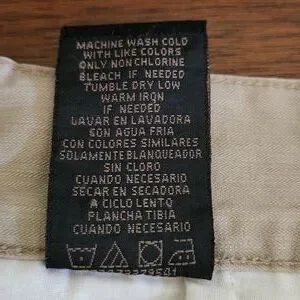 MACHINE WASH COLD
WITH LIKE COLORS
ONLY NON CHLORINE
BLEACH IF NEEDED
TUMBLE DRY LOW
WARM IRON
IF NEEDED
LAVAR EN LAVADORA
SON AGUA FRIA
CON COLORES SIMILARES
SOLAMENTE BLANQUEADOR
SIN CLORO
CUANDO NECESARIO
SECAR EN SECADORA
A CICLO LENTO
PLANCHA TIBIA
CUANDO NECESARIO